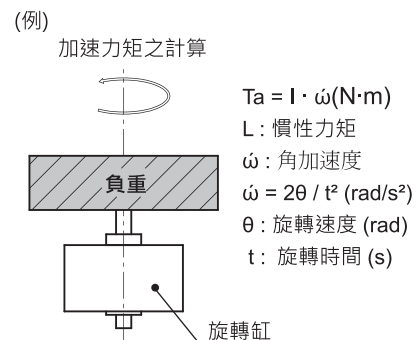 (例)
加速力矩之計算
Ta = I · ώ(N·m)
L : 慣性力矩
ώ : 角加速度
ώ = 2θ / t² (rad/s²)
θ : 旋轉速度 (rad)
t : 旋轉時間 (s)
負重
旋轉缸